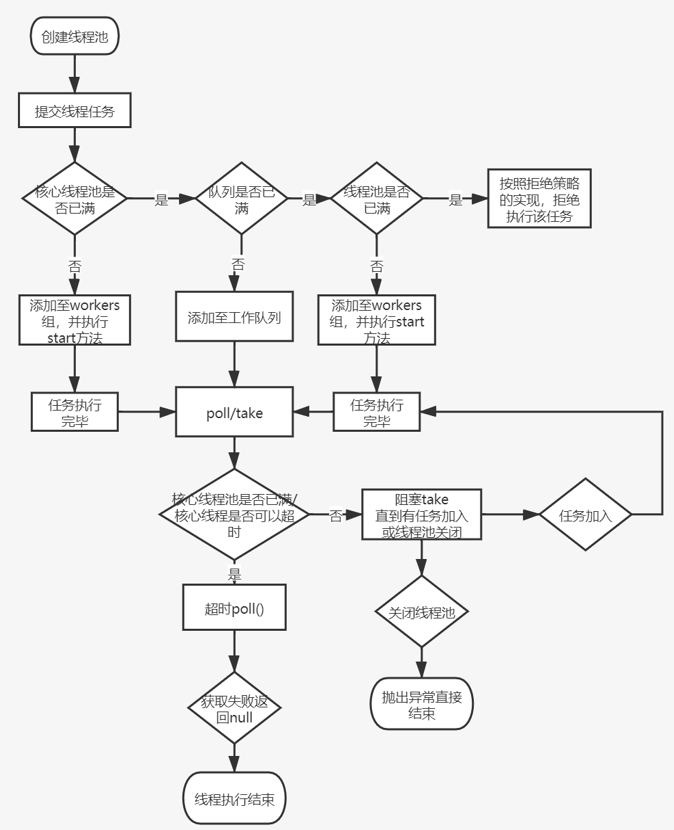 创建线程池
提交线程任务
核心线程池是
否已满
是
队列是否已
满
是
线程池是否
已满
是
按照拒绝策略
的实现，拒绝
执行该任务
否
否
否
添加至workers
组，并执行
start方法
添加至工作队列
添加至workers
组，并执行start
方法
任务执行
完毕
poll/take
任务执行
完毕
核心线程池是否已满/
核心线程是否可以超
时
否
阻塞take
直到有任务加入
或线程池关闭
任务加入
是
超时poll()
关闭线程池
获取失败返
回null
抛出异常直接
结束
线程执行结束